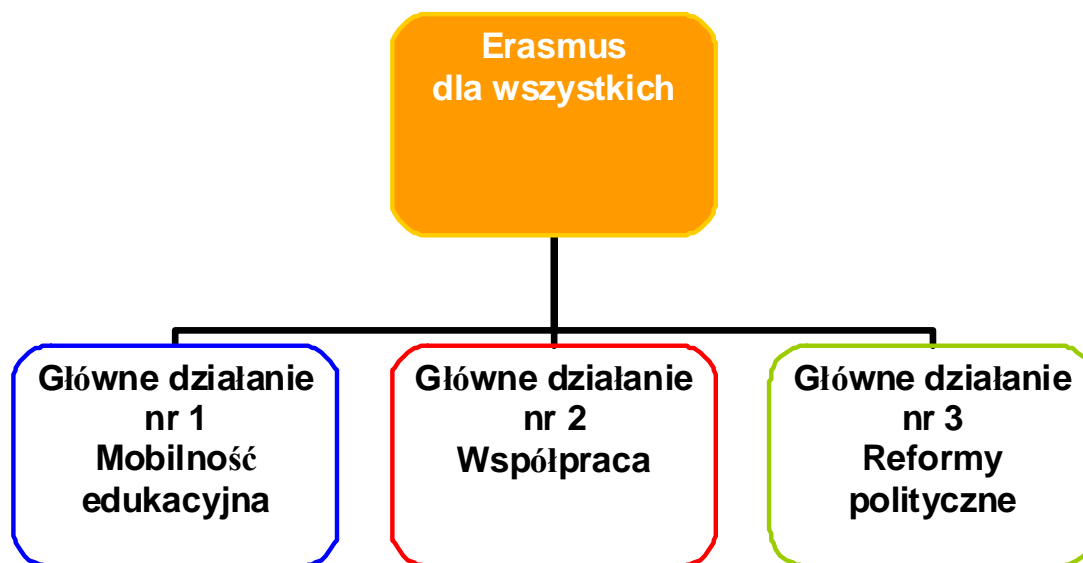 Erasmus
dla wszystkich
Główne działanie
nr 1
Mobilność
edukacyjna
Główne działanie
nr 2
Współpraca
Główne działanie
nr 3
Reformy
polityczne